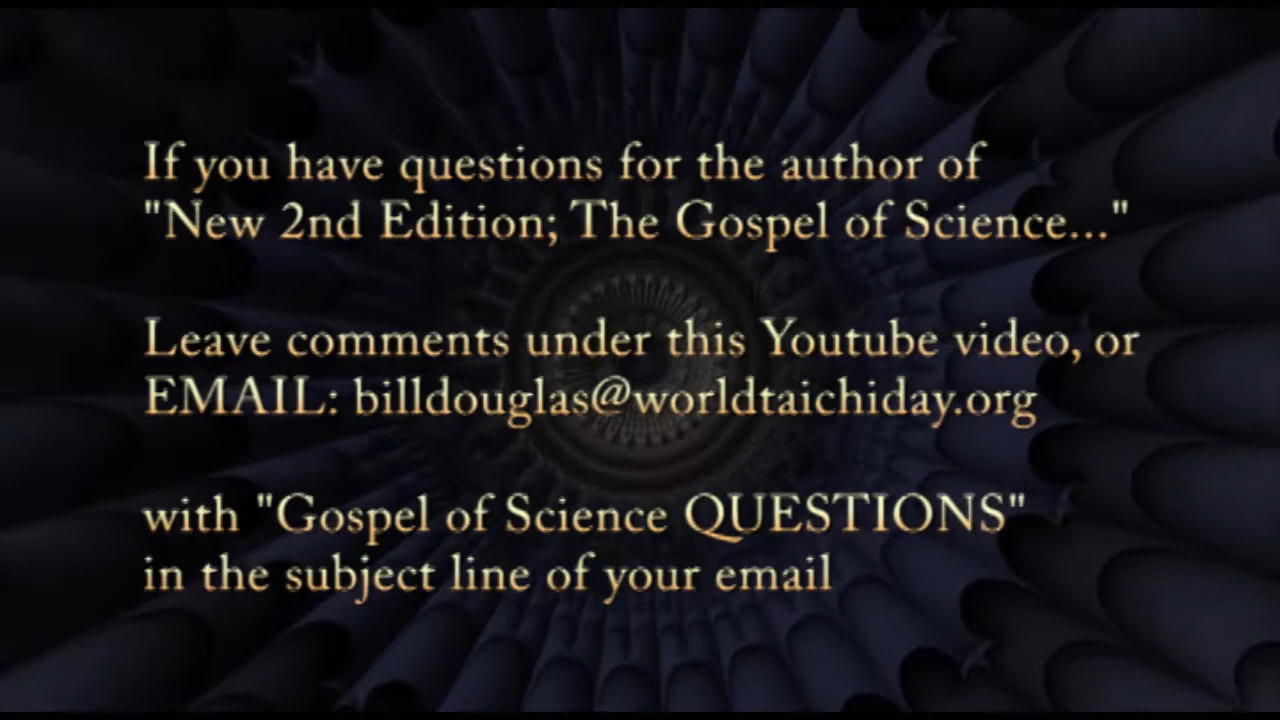 If you have questions for the author of
"New 2nd Edition; The Gospel of Science..."
Leave comments under this Youtube video, or
EMAIL: billdouglas@worldtaichiday.org
with "Gospel of Science QUESTIONS"
in the subject line of your email